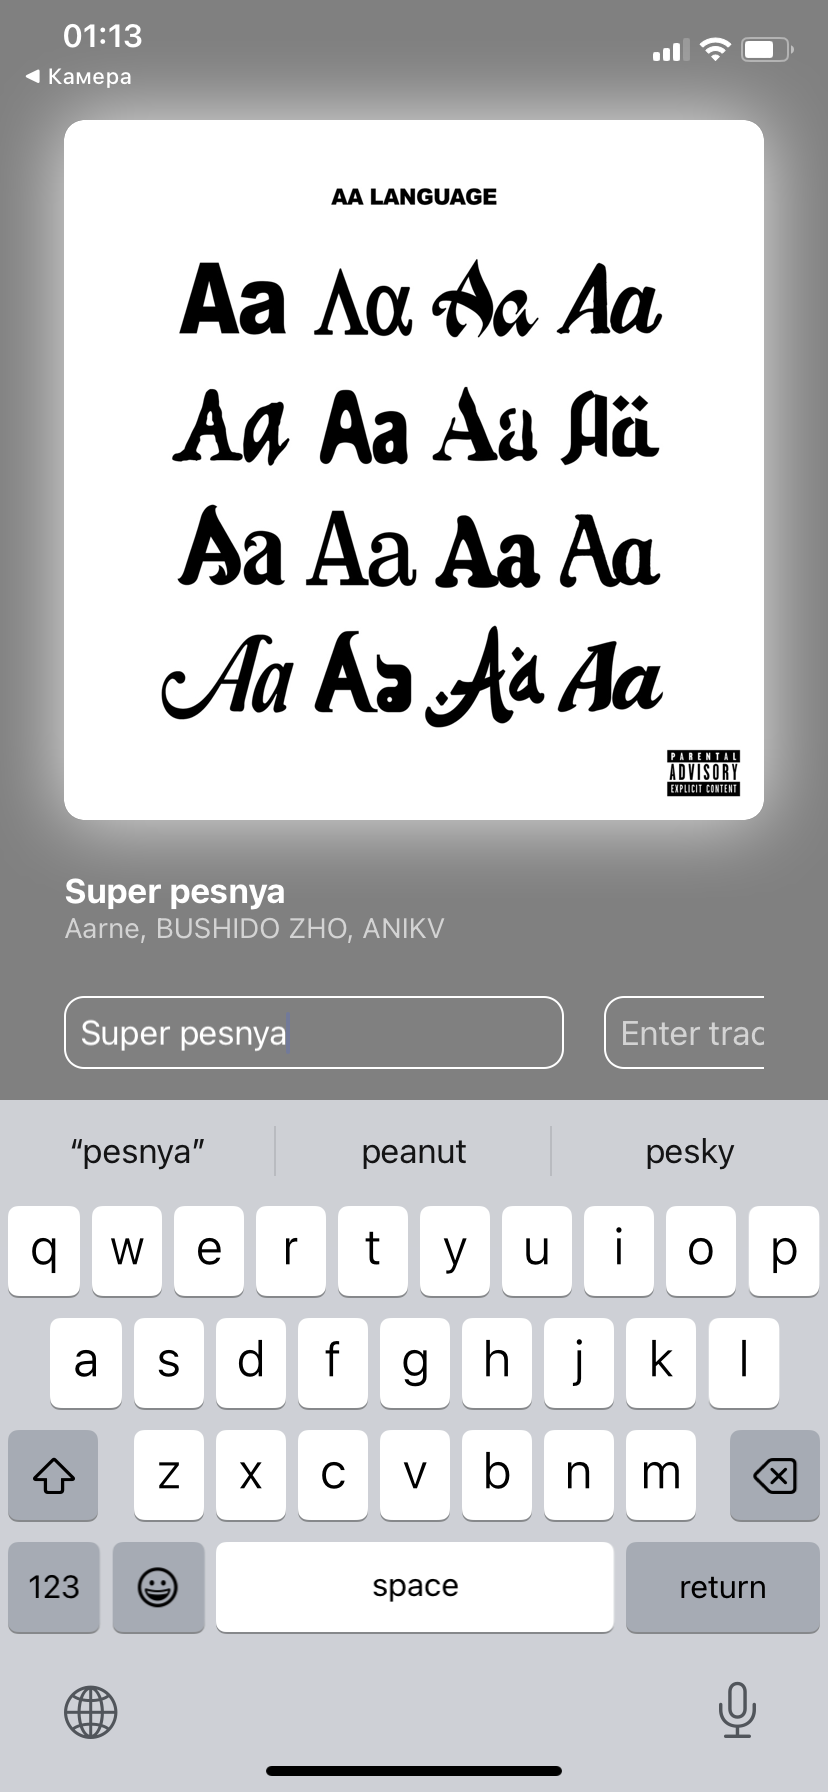 01:13
Камера
AA LANGUAGE
Aa Λα Aa Aa
Aa Aa Aa Aä
Aa Aa Aa Aa
Aa Aa Aa Aa
PARENTAL
ADVISORY
EXPLICIT CONTENT
Super pesnya
Aarne, BUSHIDO ZHO, ANIKV
Super pesnya
Enter trac
“pesnya” peanut pesky
q w e r t y u i o p
a s d f g h j k l
z x c v b n m
123 space return